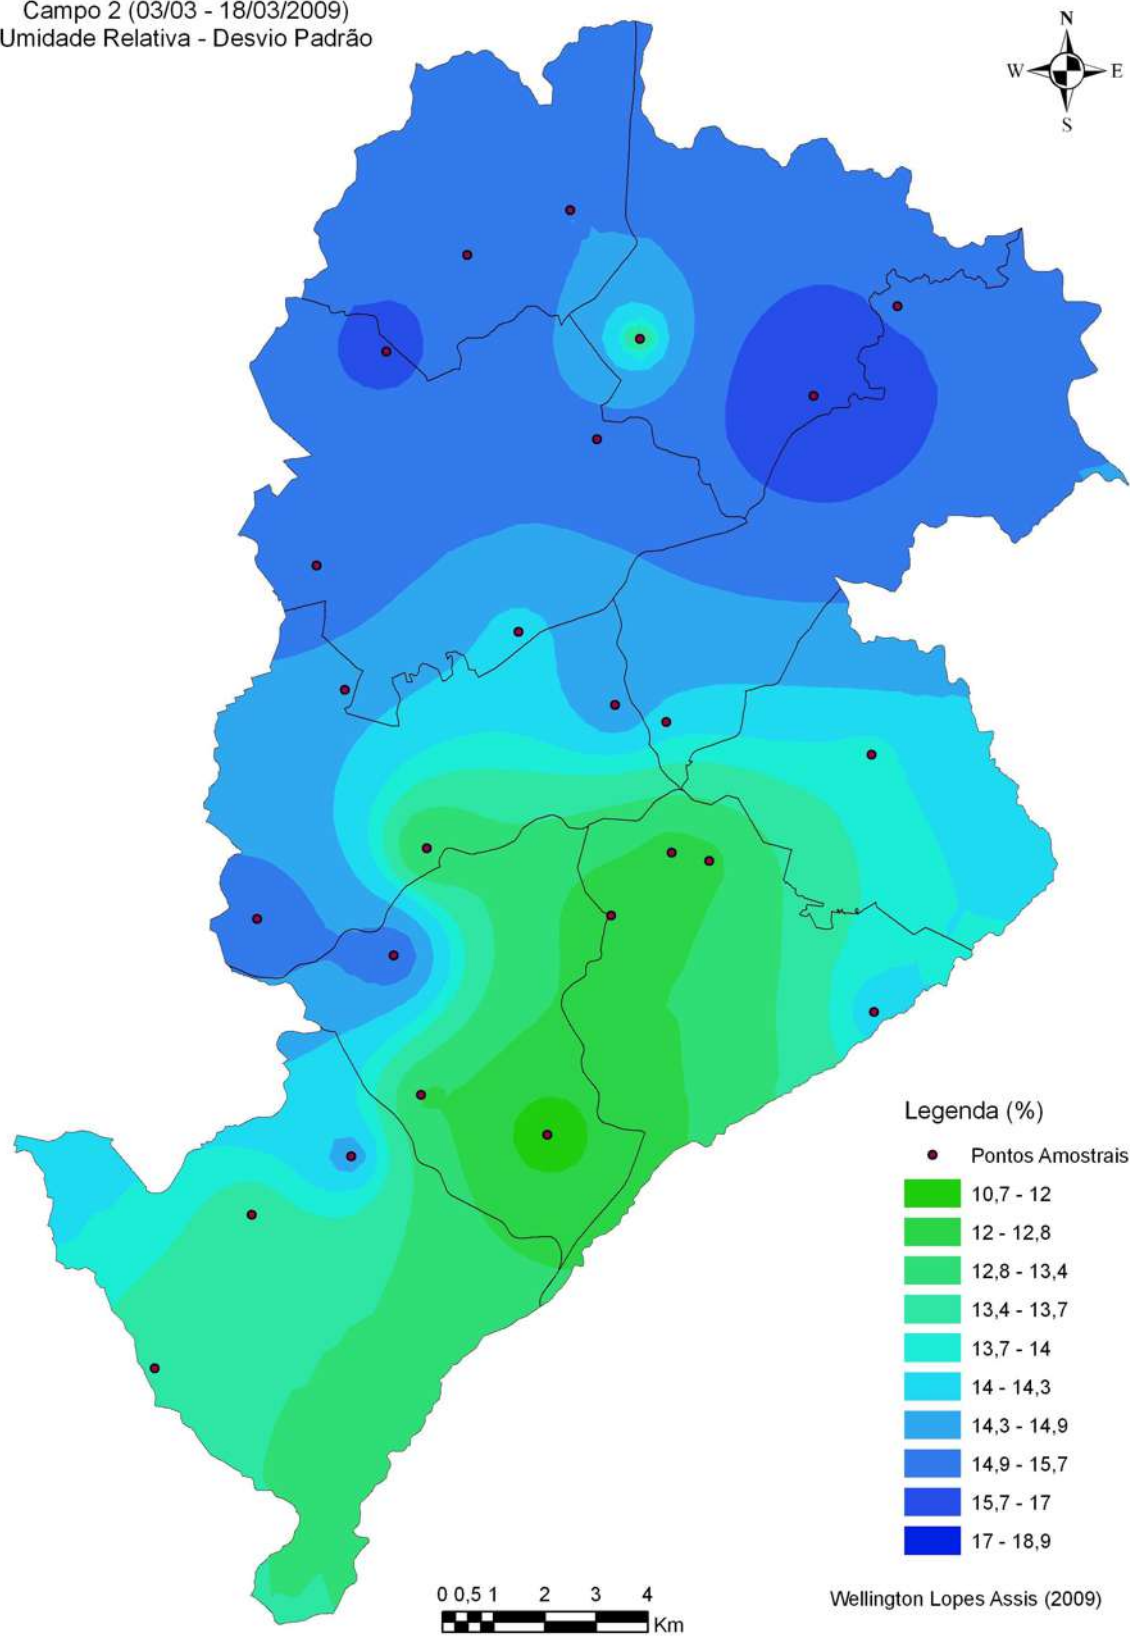 Campo 2 (03/03 - 18/03/2009)
Umidade Relativa - Desvio Padrão
N
W E
S
Legenda (%)
Pontos Amostrais
10,7 - 12
12 - 12,8
12,8 - 13,4
13,4 - 13,7
13,7 - 14
14 - 14,3
14,3 - 14,9
14,9 - 15,7
15,7 - 17
17 - 18,9
0 0,5 1 2 3 4
Km
Wellington Lopes Assis (2009)